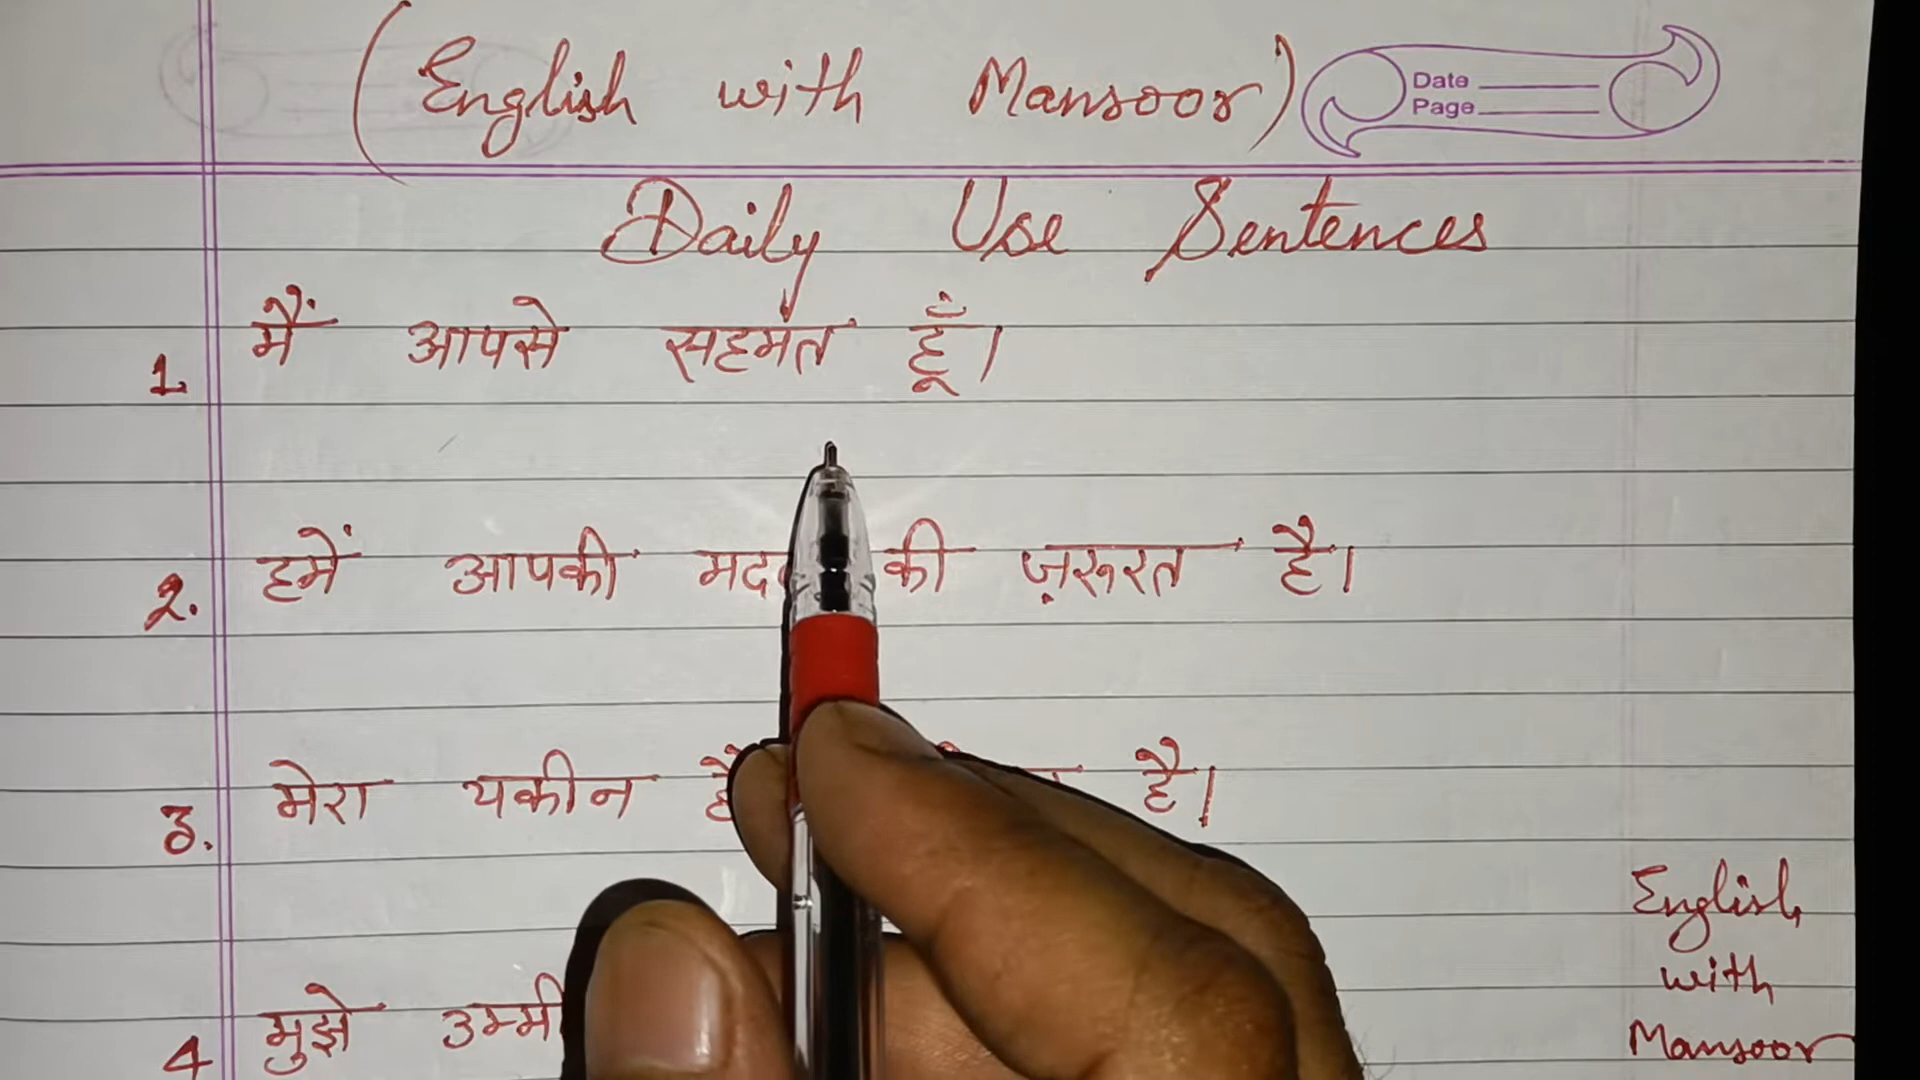 (English with Mansoor)
Date
Page
Daily Use Sentences
1. मैं आपसे सहमत हूँ।
2. हमें आपकी की ज़रूरत है।
3. मेरा यकीन है।
4 मुझे
English
with
Mansoor